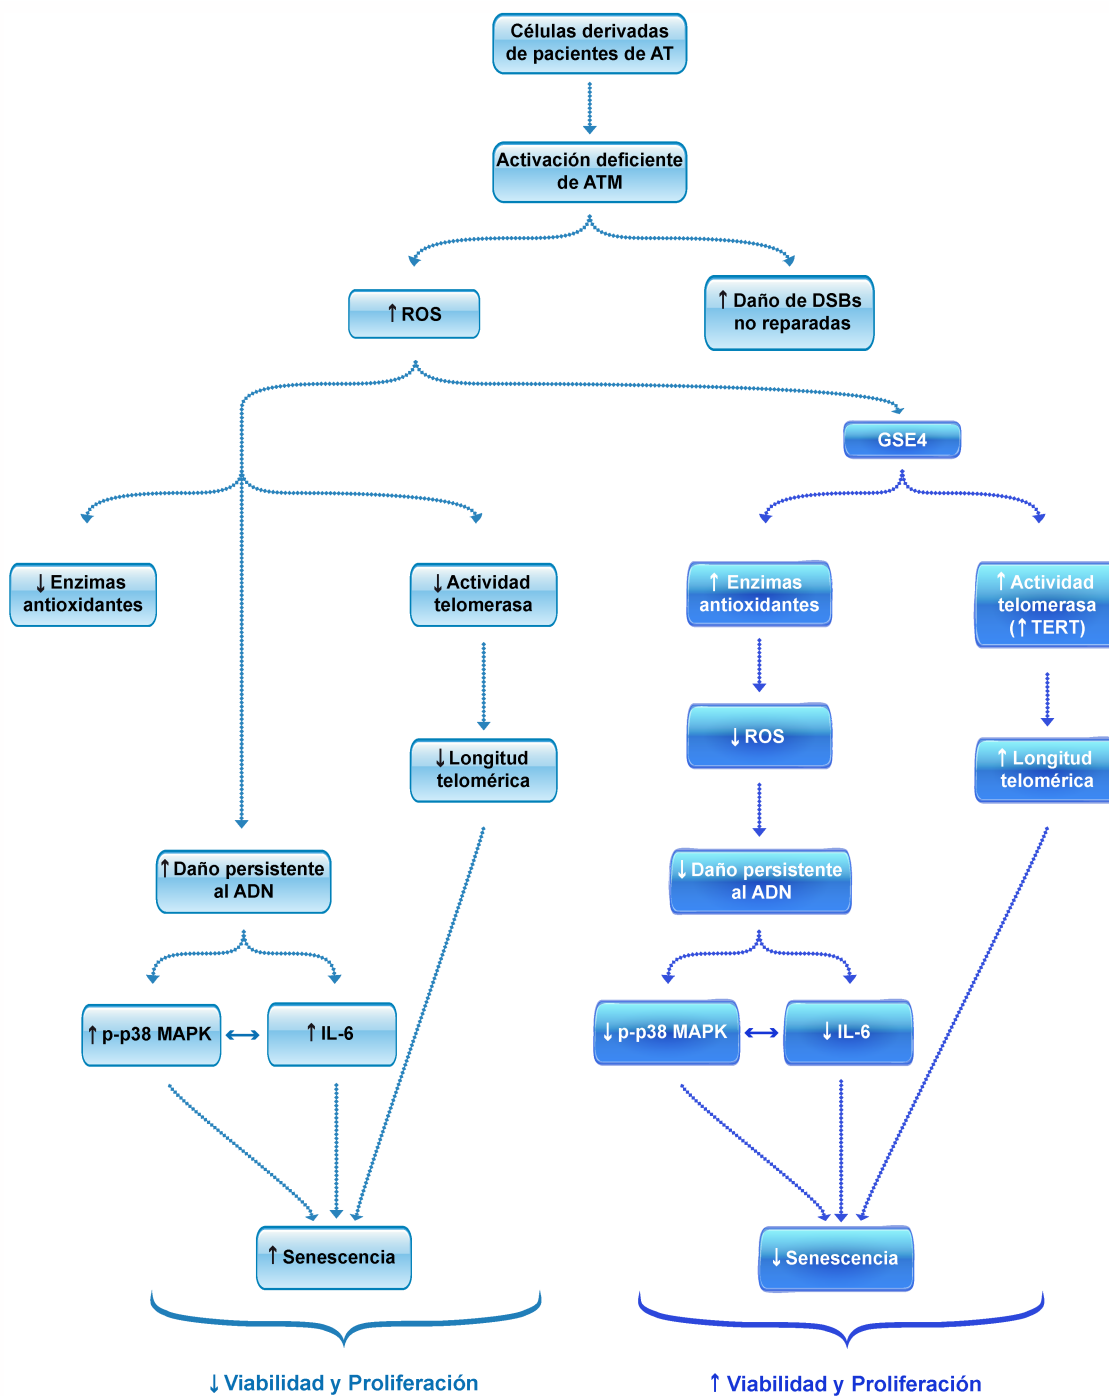 Células derivadas
de pacientes de AT
Activación deficiente
de ATM
↑ ROS
↑ Daño de DSBs
no reparadas
GSE4
↓ Enzimas
antioxidantes
↓ Actividad
telomerasa
↑ Enzimas
antioxidantes
↑ Actividad
telomerasa
(↑ TERT)
↓ ROS
↓ Longitud
telomérica
↑ Longitud
telomérica
↑ Daño persistente
al ADN
↓ Daño persistente
al ADN
↑ p-p38 MAPK
↑ IL-6
↓ p-p38 MAPK
↓ IL-6
↑ Senescencia
↓ Senescencia
↓ Viabilidad y Proliferación
↑ Viabilidad y Proliferación